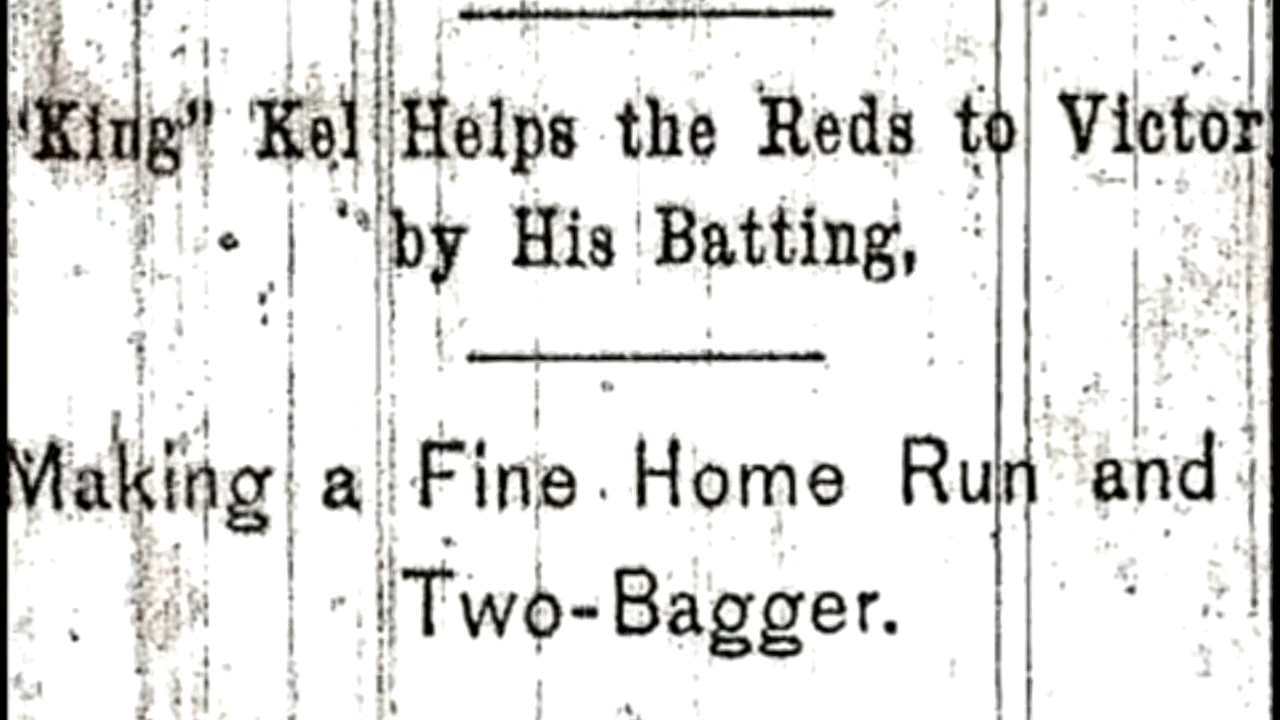 "King" Kel Helps the Reds to Victor
by His Batting,
Making a Fine Home Run and
Two-Bagger.